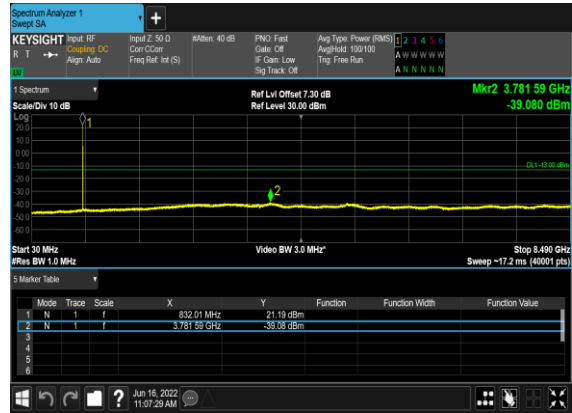 Spectrum Analyzer 1
Swept SA
+
KEYSIGHT Input: RF Input Z: 50 Ω #Atten: 40 dB PNO: Fast Avg Type: Power (RMS) 1 2 3 4 5 6
R T Coupling: DC Corr CCorr Gate: Off Avg|Hold: 100/100 A W W W W W
Align: Auto Freq Ref: Int (S) IF Gain: Low Trig: Free Run
LW Sig Track: Off A N N N N N
1 Spectrum Ref Lvl Offset 7.30 dB Mkr2 3.781 59 GHz
Scale/Div 10 dB Ref Level 30.00 dBm -39.080 dBm
Log
20.0 1
10.0
0.00
-10.0 DL1 -13.00 dBm
-20.0
-30.0 2
-40.0
-50.0
-60.0
Start 30 MHz Video BW 3.0 MHz* Stop 8.490 GHz
#Res BW 1.0 MHz Sweep ~17.2 ms (40001 pts)
5 Marker Table
Mode Trace Scale X Y Function Function Width Function Value
1 N 1 f 832.01 MHz 21.19 dBm
2 N 1 f 3.781 59 GHz -39.08 dBm
3
4
5
6
? Jun 16, 2022
11:07:29 AM